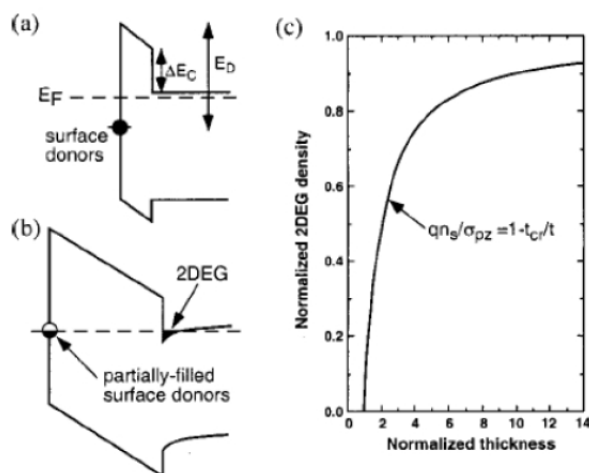 (a)
ΔE_C
E_D
E_F
surface
donors
(b)
2DEG
partially-filled
surface donors
(c)
Normalized 2DEG density
1.0
0.8
0.6
0.4
0.2
0.0
qn_s/σ_pz =1-t_cr/t
0 2 4 6 8 10 12 14
Normalized thickness